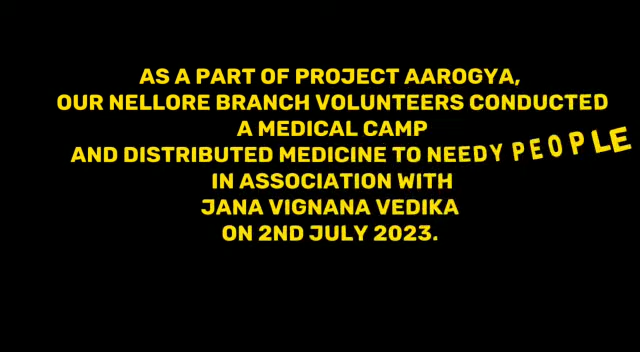 AS A PART OF PROJECT AAROGYA,
OUR NELLORE BRANCH VOLUNTEERS CONDUCTED
A MEDICAL CAMP
AND DISTRIBUTED MEDICINE TO NEEDY PEOPLE
IN ASSOCIATION WITH
JANA VIGNANA VEDIKA
ON 2ND JULY 2023.